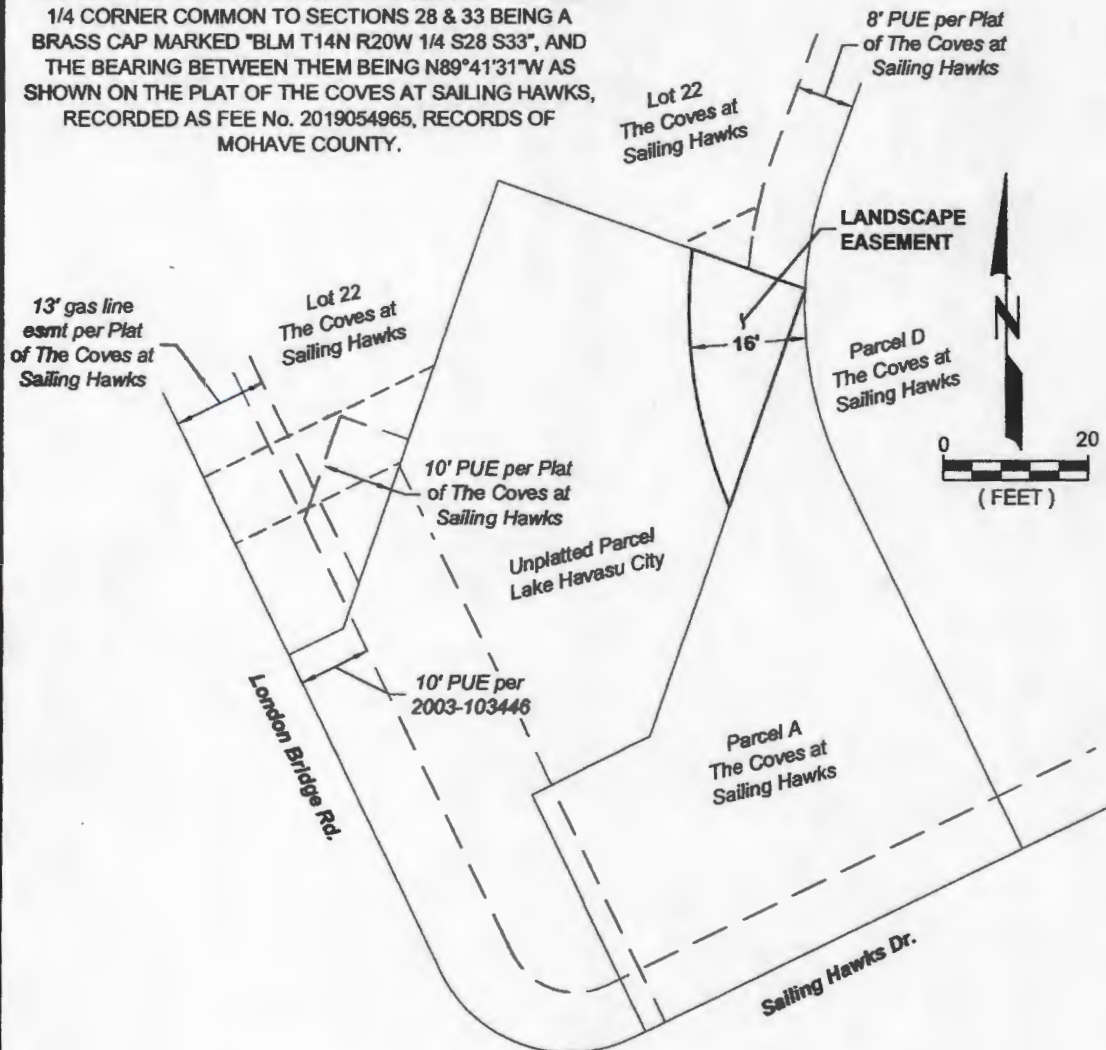 1/4 CORNER COMMON TO SECTIONS 28 & 33 BEING A
BRASS CAP MARKED "BLM T14N R20W 1/4 S28 S33", AND
THE BEARING BETWEEN THEM BEING N89°41'31"W AS
SHOWN ON THE PLAT OF THE COVES AT SAILING HAWKS,
RECORDED AS FEE No. 2019054965, RECORDS OF
MOHAVE COUNTY.
8' PUE per Plat
of The Coves at
Sailing Hawks
Lot 22
The Coves at
Sailing Hawks
LANDSCAPE
EASEMENT
N
13' gas line
esmt per Plat
of The Coves at
Sailing Hawks
Lot 22
The Coves at
Sailing Hawks
16'
Parcel D
The Coves at
Sailing Hawks
0 20
( FEET )
10' PUE per Plat
of The Coves at
Sailing Hawks
Unplatted Parcel
Lake Havasu City
10' PUE per
2003-103446
London Bridge Rd.
Parcel A
The Coves at
Sailing Hawks
Sailing Hawks Dr.